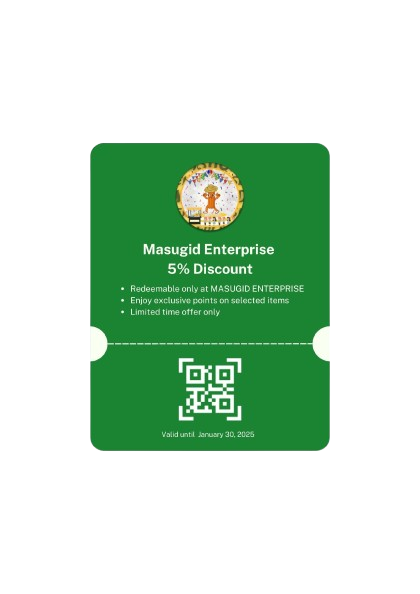 Masugid Enterprise
5% Discount
• Redeemable only at MASUGID ENTERPRISE
• Enjoy exclusive points on selected items
• Limited time offer only
Valid until January 30, 2025